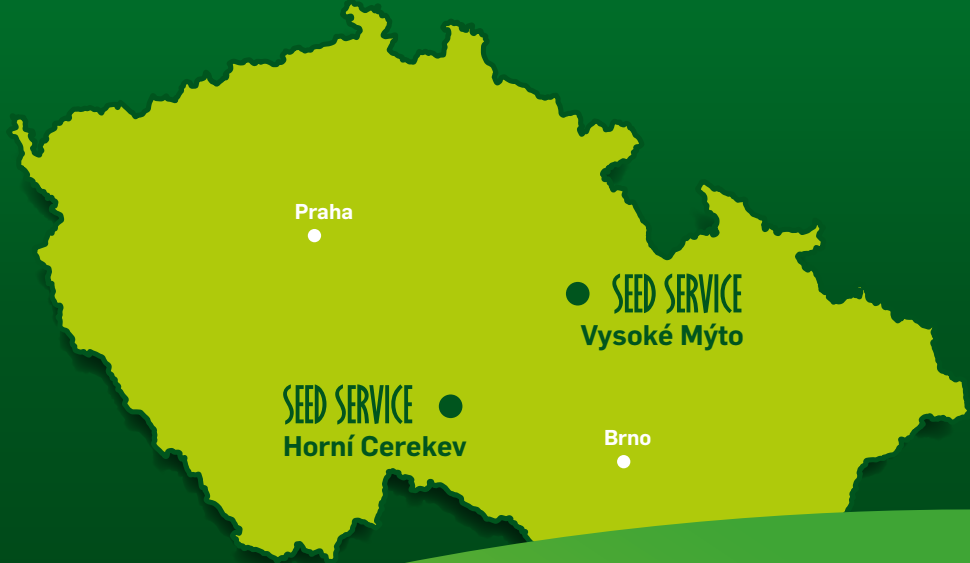 Praha
SEED SERVICE
Vysoké Mýto
SEED SERVICE
Horní Cerekev
Brno